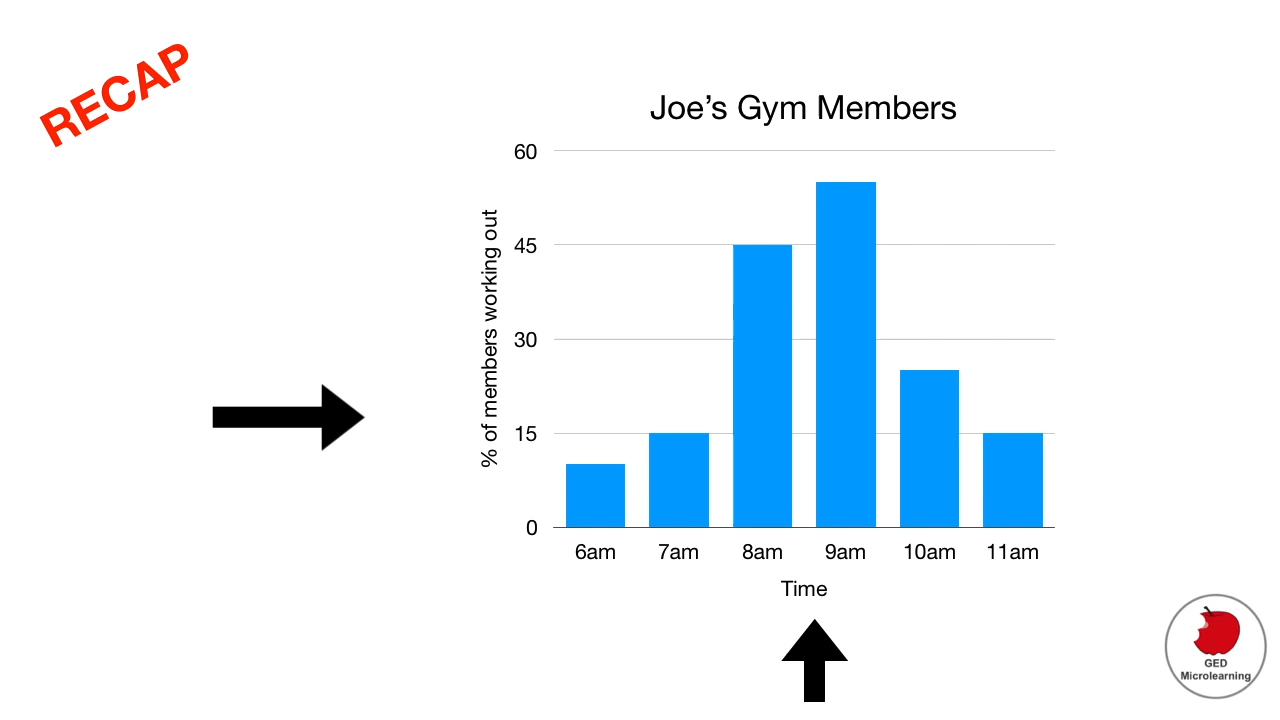 RECAP
Joe’s Gym Members
% of members working out
60
45
30
15
0
6am 7am 8am 9am 10am 11am
Time
GED
Microlearning